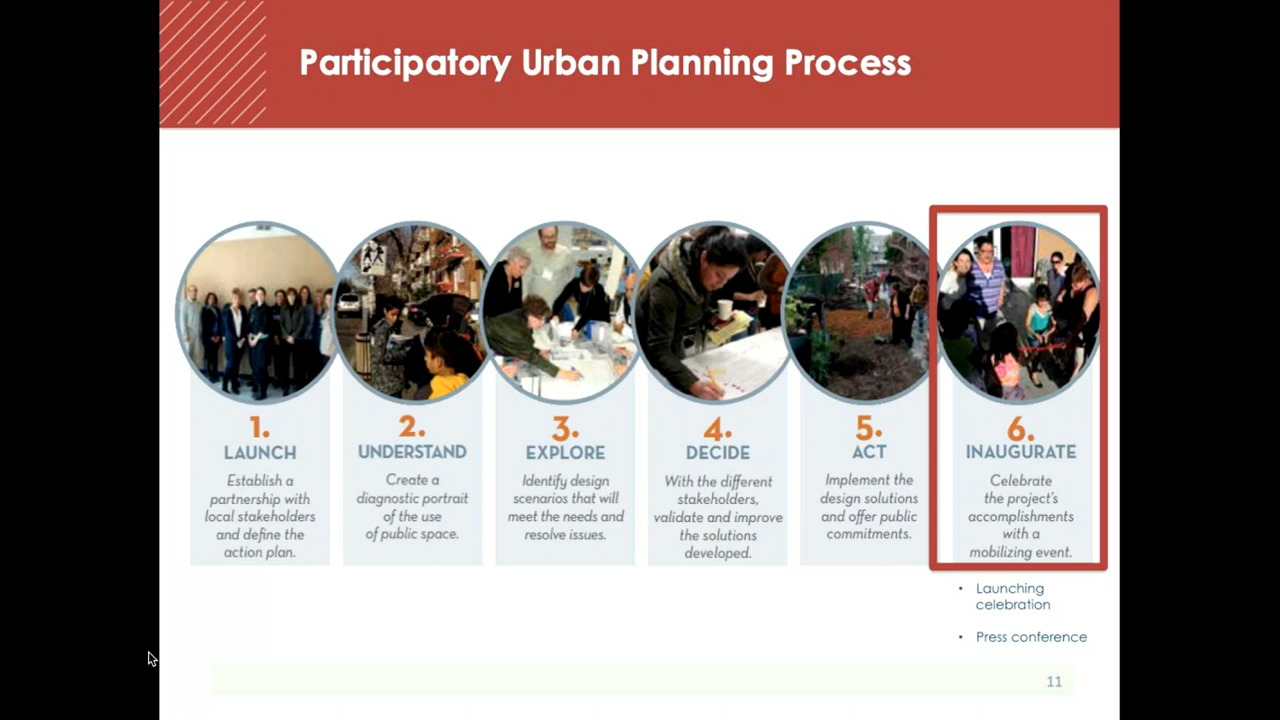 Participatory Urban Planning Process
1.
LAUNCH
Establish a
partnership with
local stakeholders
and define the
action plan.
2.
UNDERSTAND
Create a
diagnostic portrait
of the use
of public space.
3.
EXPLORE
Identify design
scenarios that will
meet the needs and
resolve issues.
4.
DECIDE
With the different
stakeholders,
validate and improve
the solutions
developed.
5.
ACT
Implement the
design solutions
and offer public
commitments.
6.
INAUGURATE
Celebrate
the project's
accomplishments
with a
mobilizing event.
• Launching
celebration
• Press conference
11